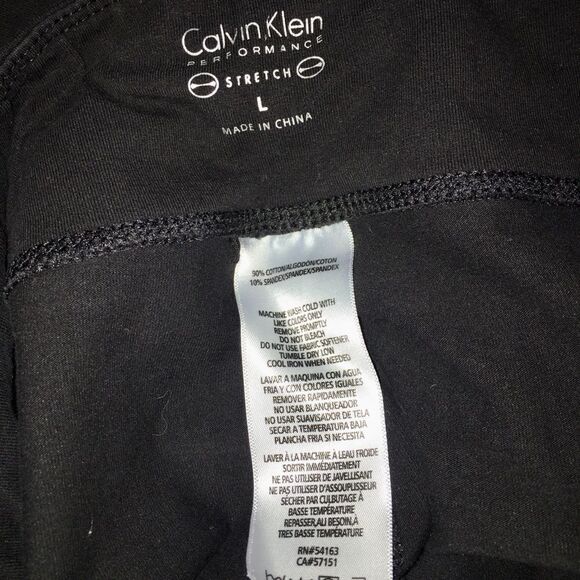 Calvin Klein
PERFORMANCE
STRETCH
L
MADE IN CHINA
90% COTTON/ALGODÓN/COTON
10% SPANDEX/SPANDEX/SPANDEX
MACHINE WASH COLD WITH
LIKE COLORS ONLY
REMOVE PROMPTLY
DO NOT BLEACH
DO NOT USE FABRIC SOFTENER
TUMBLE DRY LOW
COOL IRON WHEN NEEDED
LAVAR A MAQUINA CON AGUA
FRIA Y CON COLORES IGUALES
REMOVER RAPIDAMENTE
NO USAR BLANQUEADOR
NO USAR SUAVISADOR DE TELA
SECAR A TEMPERATURA BAJA
PLANCHA FRIA SI NECESITA
LAVER À LA MACHINE À LEAU FROIDE
SORTIR IMMÉDIATEMENT
NE PAS UTILISER DE JAVELLISANT
NE PAS UTILISER D'ASSOUPLISSEUR
SÉCHER PAR CULBUTAGE À
BASSE TEMPÉRATURE
REPASSER,AU BESOIN,À
TRES BASSE TEMPÉRATURE
RN#54163
CA#57151